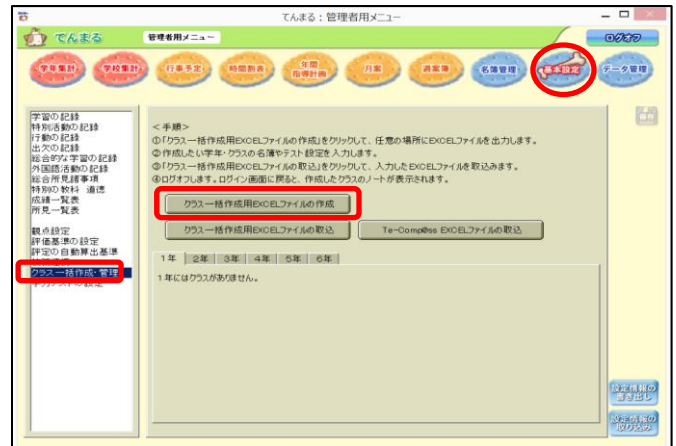 てんまる：管理者用メニュー
てんまる
管理者用メニュー
ログオフ
学年集計
学校集計
行事予定
時間割表
年間
指導計画
月案
週案簿
名簿管理
基本設定
データ管理
学習の記録
特別活動の記録
行動の記録
出欠の記録
総合的な学習の記録
外国語活動の記録
総合所見諸事項
特別の教科 道徳
成績一覧表
所見一覧表
観点設定
評価基準の設定
評定の自動算出基準
クラス一括作成・管理
学力テストの設定
保存
＜手順＞
①「クラス一括作成用EXCELファイルの作成」をクリックして、任意の場所にEXCELファイルを出力します。
②作成したい学年・クラスの名簿やテスト設定を入力します。
③「クラス一括作成用EXCELファイルの取込」をクリックして、入力したEXCELファイルを取込みます。
④ログオフします。ログイン画面に戻ると、作成したクラスのノートが表示されます。
クラス一括作成用EXCELファイルの作成
クラス一括作成用EXCELファイルの取込
Te-Comp@ss EXCELファイルの取込
1年 2年 3年 4年 5年 6年
1年にはクラスがありません。
設定情報の
書き出し
設定情報の
取り込み